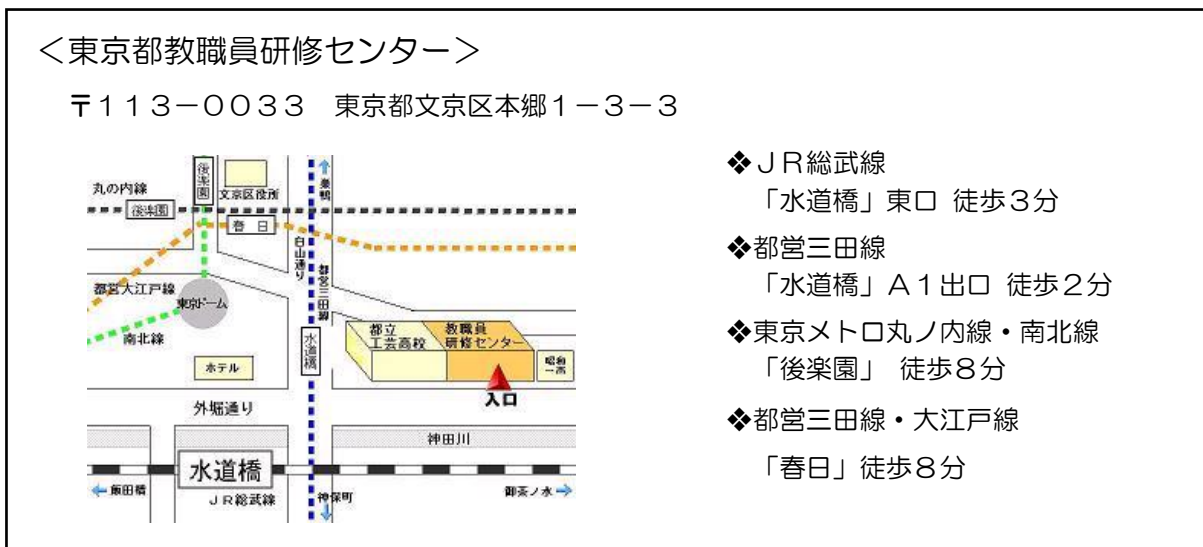 ＜東京都教職員研修センター＞
〒１１３－００３３　東京都文京区本郷１－３－３
❖ＪＲ総武線
「水道橋」東口 徒歩３分
❖都営三田線
「水道橋」Ａ１出口 徒歩２分
❖東京メトロ丸ノ内線・南北線
「後楽園」 徒歩８分
❖都営三田線・大江戸線
「春日」徒歩８分
後楽園
文京区役所
巣鴨
丸の内線
後楽園
春日
白山通り
都営三田線
都営大江戸線
東京ドーム
南北線
水道橋
都立
工芸高校
教職員
研修センター
昭和
一高
ホテル
入口
外堀通り
神田川
水道橋
飯田橋
ＪＲ総武線
神保町
御茶ノ水